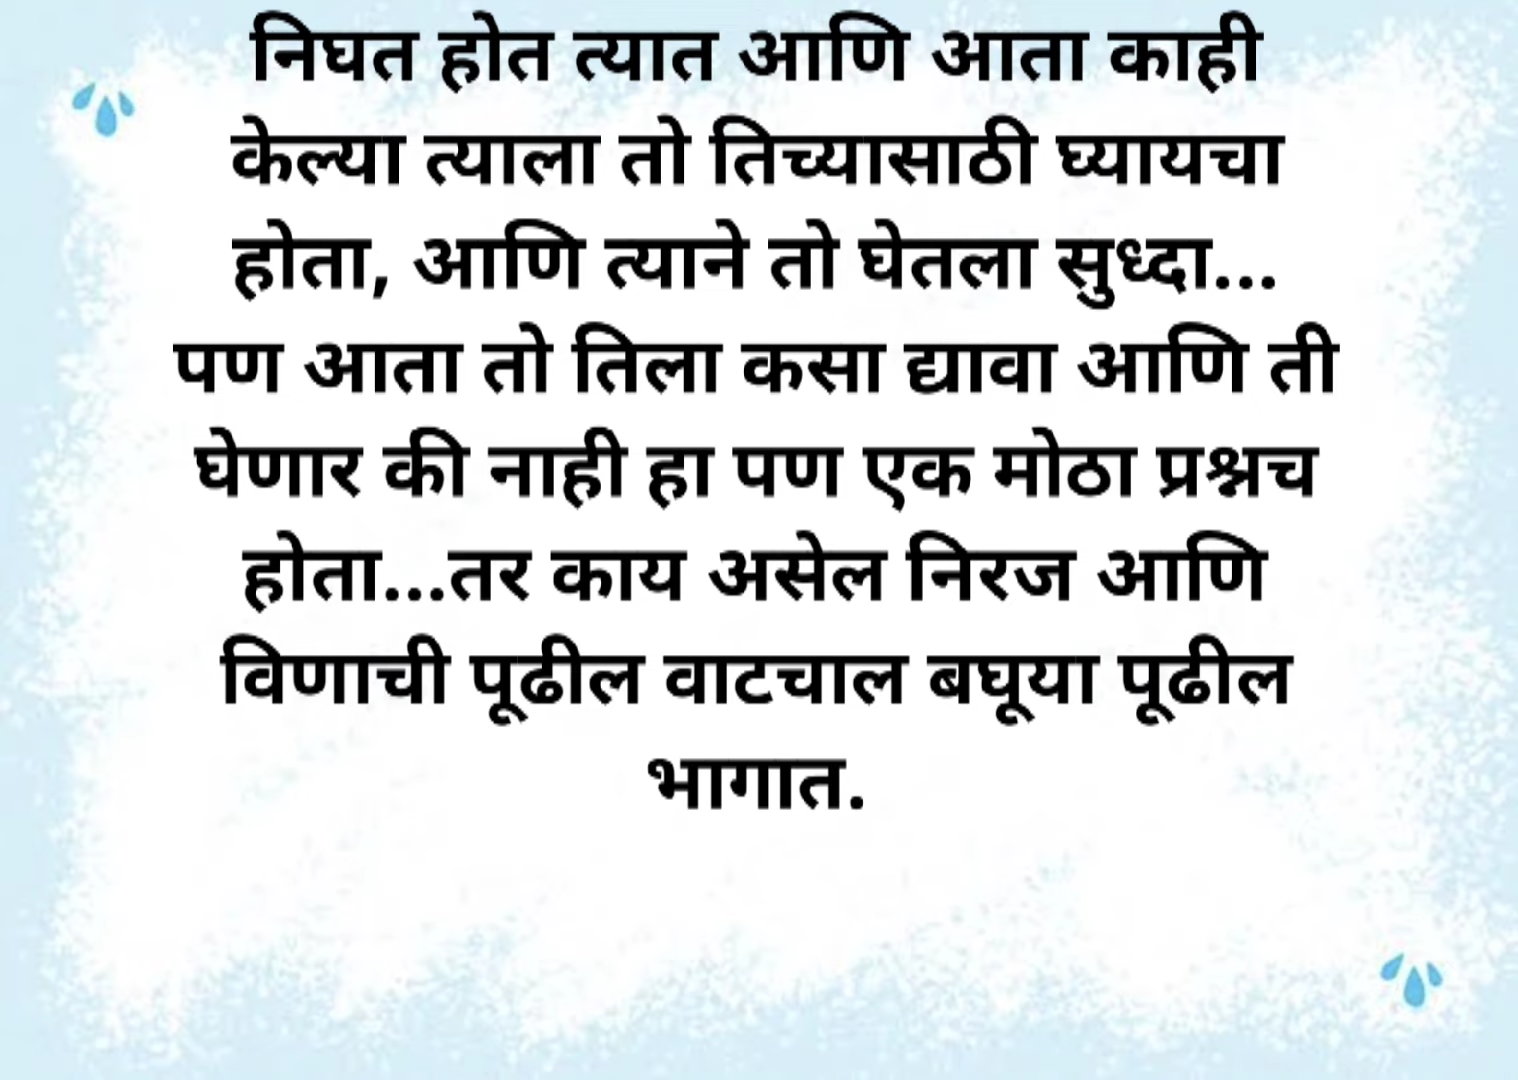 निघत होत त्यात आणि आता काही
केल्या त्याला तो तिच्यासाठी घ्यायचा
होता, आणि त्याने तो घेतला सुध्दा...
पण आता तो तिला कसा द्यावा आणि ती
घेणार की नाही हा पण एक मोठा प्रश्नच
होता...तर काय असेल निरज आणि
विणाची पूढील वाटचाल बघूया पूढील
भागात.